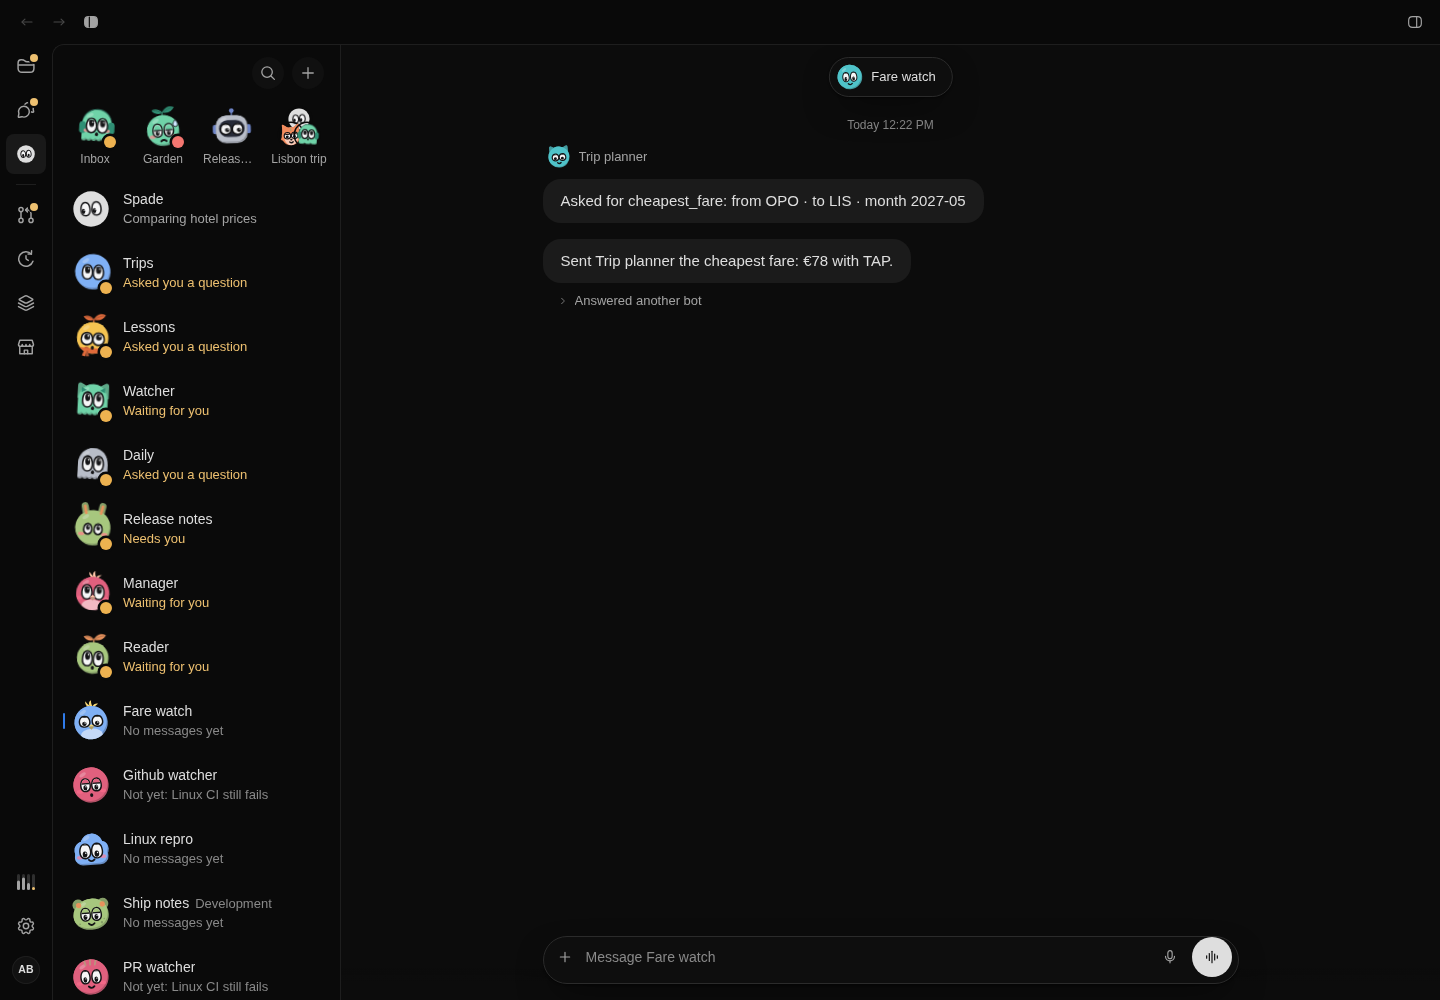 Fare watch
Today 12:22 PM
Inbox
Garden
Releas…
Lisbon trip
Trip planner
Asked for cheapest_fare: from OPO · to LIS · month 2027-05
Sent Trip planner the cheapest fare: €78 with TAP.
Answered another bot
Spade
Comparing hotel prices
Trips
Asked you a question
Lessons
Asked you a question
Watcher
Waiting for you
Daily
Asked you a question
Release notes
Needs you
Manager
Waiting for you
Reader
Waiting for you
Fare watch
No messages yet
Github watcher
Not yet: Linux CI still fails
Linux repro
No messages yet
Ship notes Development
No messages yet
PR watcher
Not yet: Linux CI still fails
AB
Message Fare watch